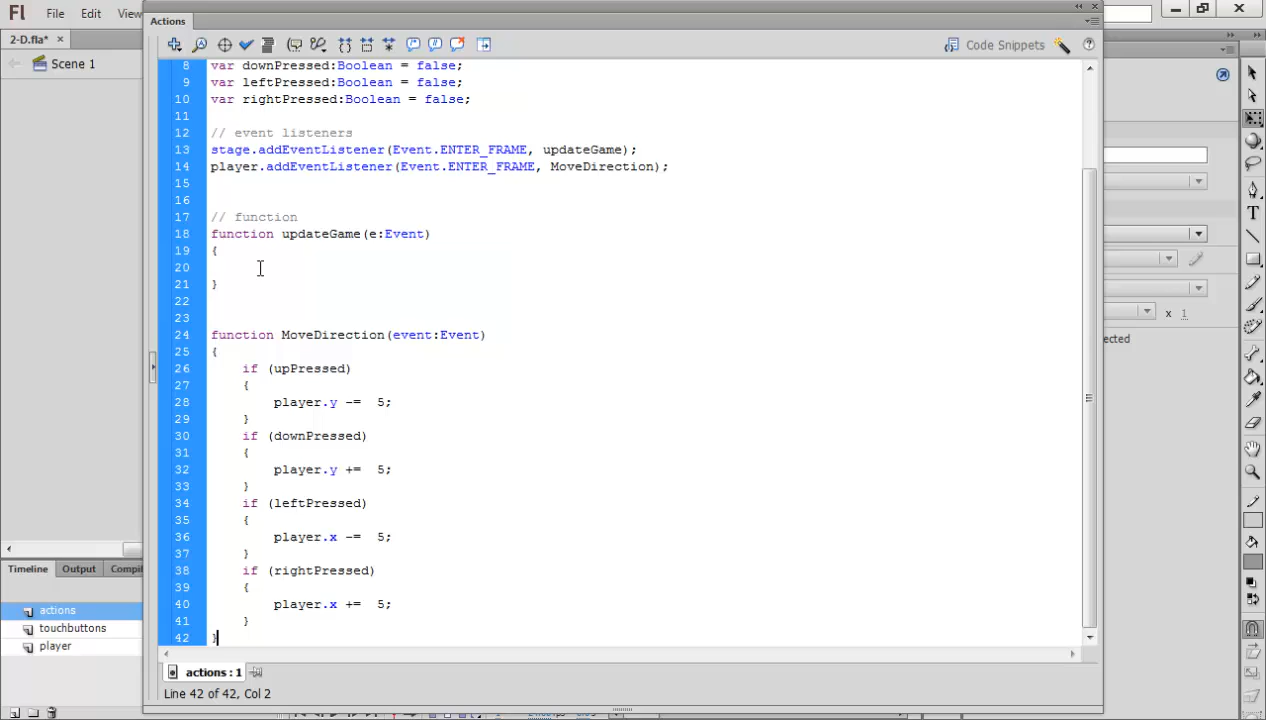 Fl File Edit View
Actions
2-D.fla* ×
Scene 1
Code Snippets
8 var downPressed:Boolean = false;
9 var leftPressed:Boolean = false;
10 var rightPressed:Boolean = false;
11
12 // event listeners
13 stage.addEventListener(Event.ENTER_FRAME, updateGame);
14 player.addEventListener(Event.ENTER_FRAME, MoveDirection);
15
16
17 // function
18 function updateGame(e:Event)
19 {
20
21 }
22
23
24 function MoveDirection(event:Event)
25 {
26 if (upPressed)
27 {
28 player.y -= 5;
29 }
30 if (downPressed)
31 {
32 player.y += 5;
33 }
34 if (leftPressed)
35 {
36 player.x -= 5;
37 }
38 if (rightPressed)
39 {
40 player.x += 5;
41 }
42 }
x 1
Timeline Output
actions
touchbuttons
player
actions : 1
Line 42 of 42, Col 2